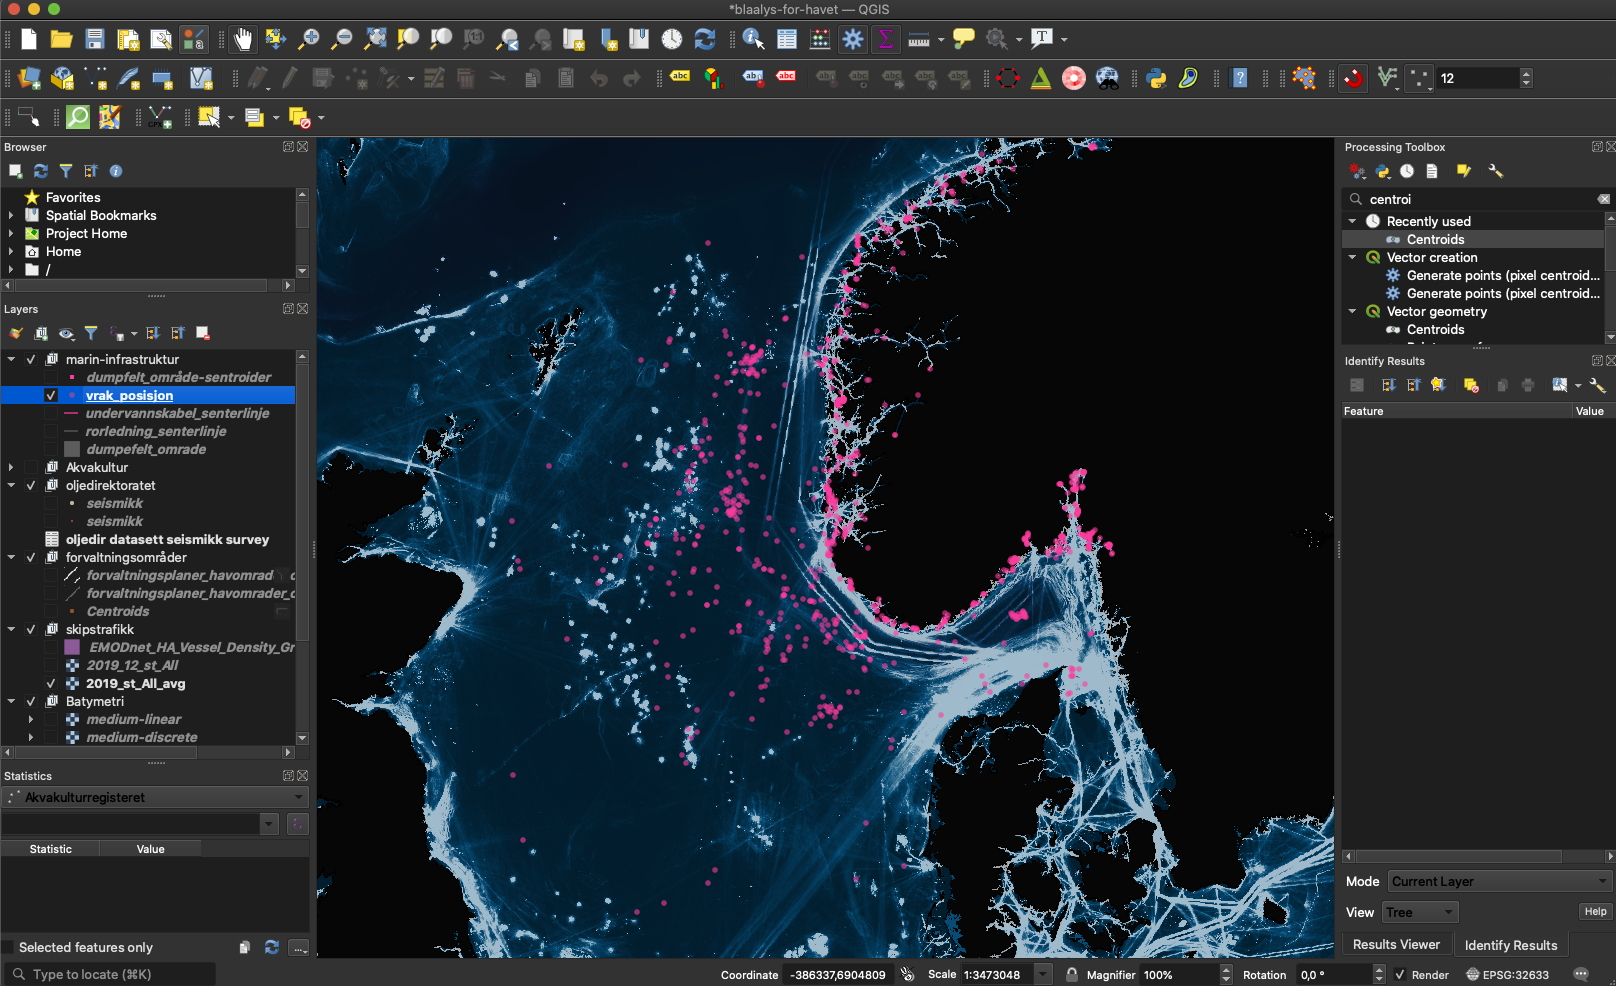 *blaalys-for-havet — QGIS
12
Browser
Favorites
Spatial Bookmarks
Project Home
Home
/
Layers
marin-infrastruktur
dumpfelt_område-sentroider
vrak_posisjon
undervannskabel_senterlinje
rorledning_senterlinje
dumpefelt_omrade
Akvakultur
oljedirektoratet
seismikk
seismikk
oljedir datasett seismikk survey
forvaltningsområder
forvaltningsplaner_havomrad
forvaltningsplaner_havomrader_c
Centroids
skipstrafikk
EMODnet_HA_Vessel_Density_Gr
2019_12_st_All
2019_st_All_avg
Batymetri
medium-linear
medium-discrete
Statistics
Akvakulturregisteret
Statistic Value
Selected features only
Type to locate (⌘K)
Processing Toolbox
centroi
Recently used
Centroids
Vector creation
Generate points (pixel centroid...
Generate points (pixel centroid...
Vector geometry
Centroids
Identify Results
Feature Value
Mode Current Layer
View Tree Help
Results Viewer Identify Results
Coordinate -386337,6904809 Scale 1:3473048 Magnifier 100% Rotation 0,0 ° Render EPSG:32633